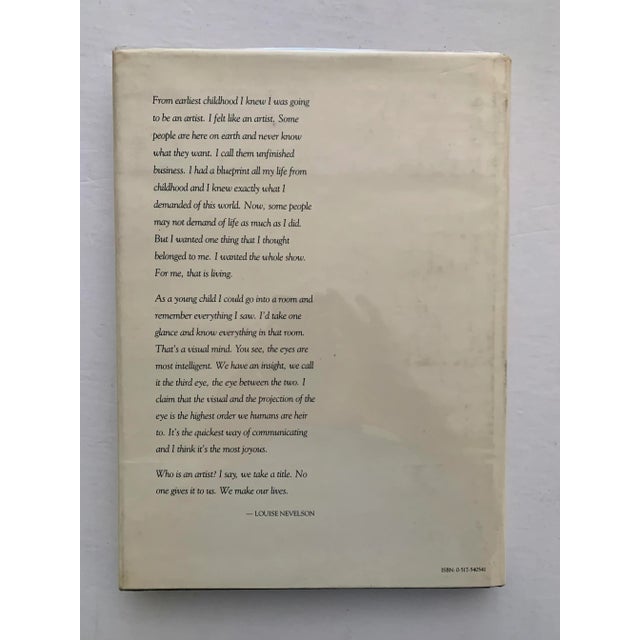 From earliest childhood I knew I was going
to be an artist. I felt like an artist. Some
people are here on earth and never know
what they want. I call them unfinished
business. I had a blueprint all my life from
childhood and I knew exactly what I
demanded of this world. Now, some people
may not demand of life as much as I did.
But I wanted one thing that I thought
belonged to me. I wanted the whole show.
For me, that is living.
As a young child I could go into a room and
remember everything I saw. I'd take one
glance and know everything in that room.
That's a visual mind. You see, the eyes are
most intelligent. We have an insight, we call
it the third eye, the eye between the two. I
claim that the visual and the projection of the
eye is the highest order we humans are heir
to. It's the quickest way of communicating
and I think it's the most joyous.
Who is an artist? I say, we take a title. No
one gives it to us. We make our lives.
— LOUISE NEVELSON
ISBN: 0-517-540541